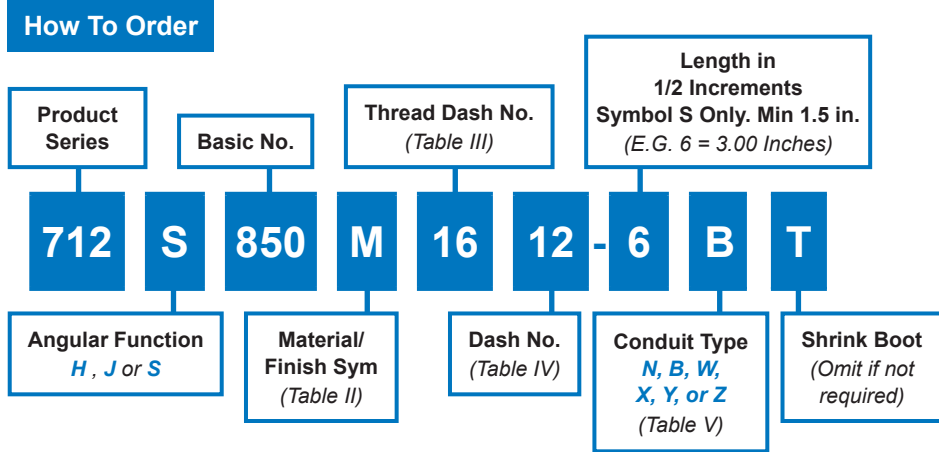 How To Order
Product
Series
Basic No.
Thread Dash No.
(Table III)
Length in
1/2 Increments
Symbol S Only. Min 1.5 in.
(E.G. 6 = 3.00 Inches)
712 S 850 M 16 12 - 6 B T
Angular Function
H , J or S
Material/
Finish Sym
(Table II)
Dash No.
(Table IV)
Conduit Type
N, B, W,
X, Y, or Z
(Table V)
Shrink Boot
(Omit if not
required)